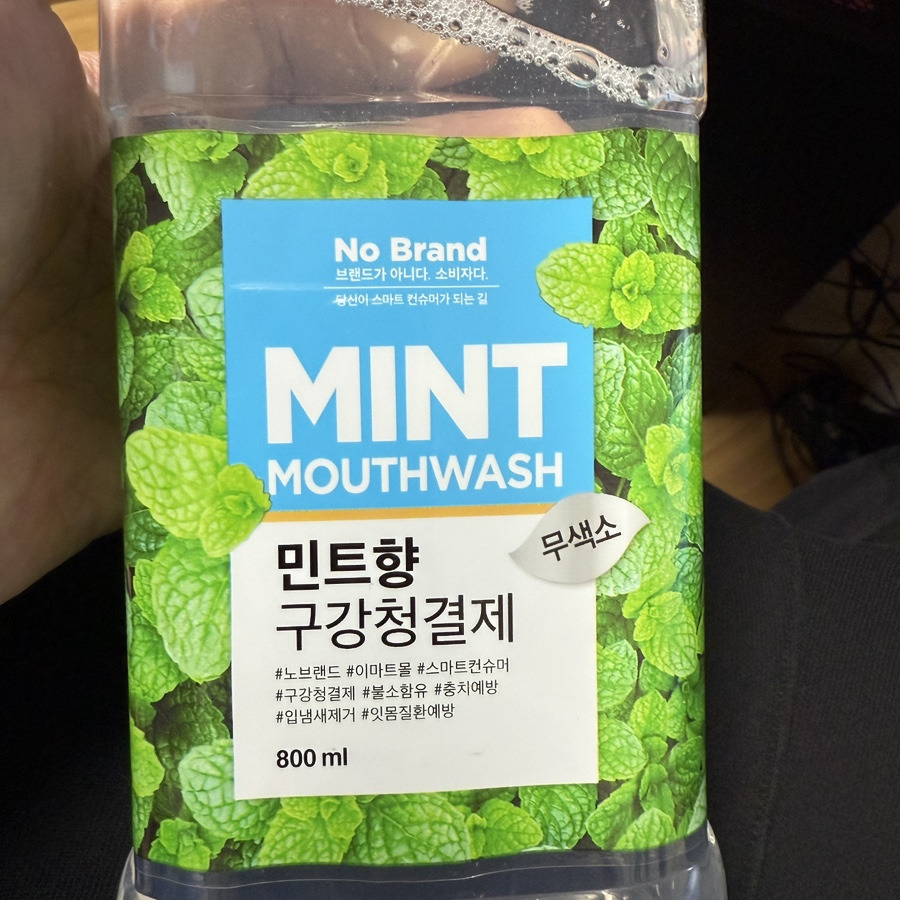 No Brand
브랜드가 아니다. 소비자다.
당신이 스마트 컨슈머가 되는 길
MINT
MOUTHWASH
무색소
민트향
구강청결제
#노브랜드 #이마트몰 #스마트컨슈머
#구강청결제 #불소함유 #충치예방
#입냄새제거 #잇몸질환예방
800 ml